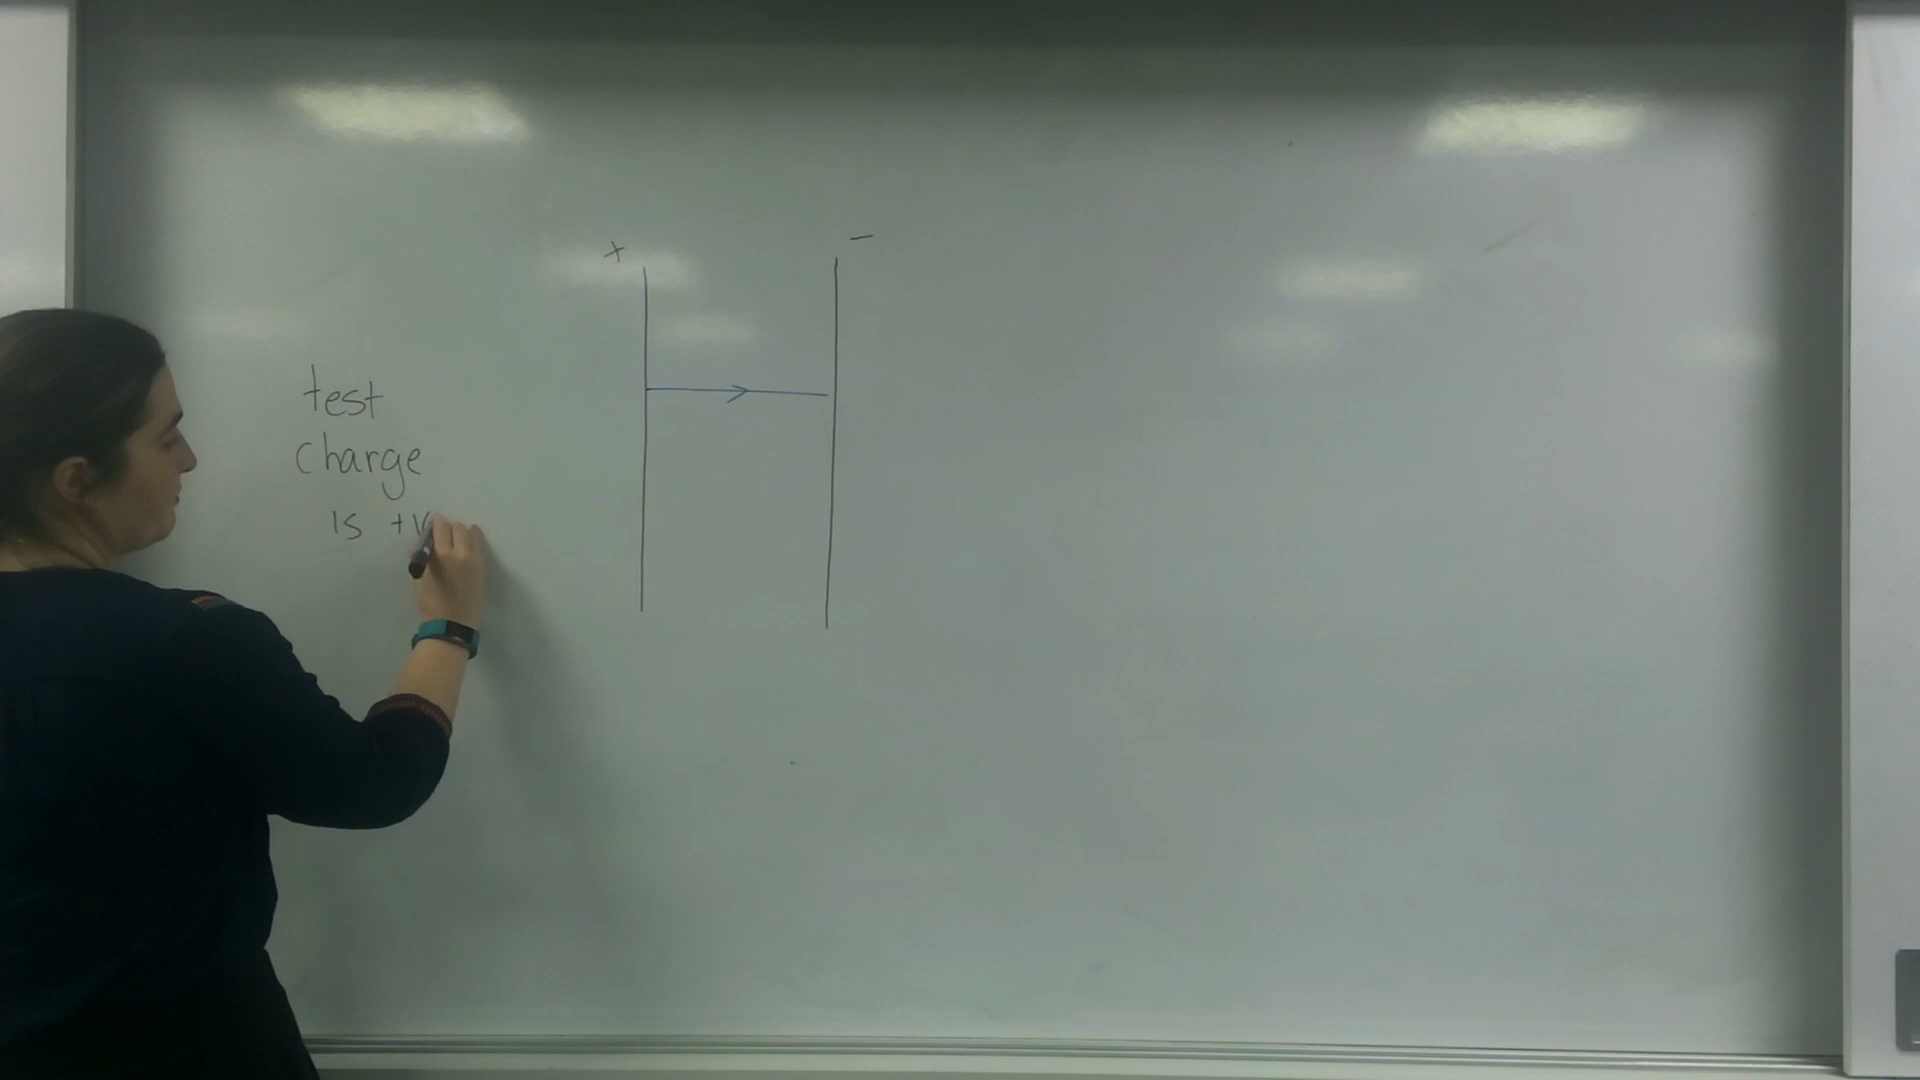 + −
test
charge
is +v